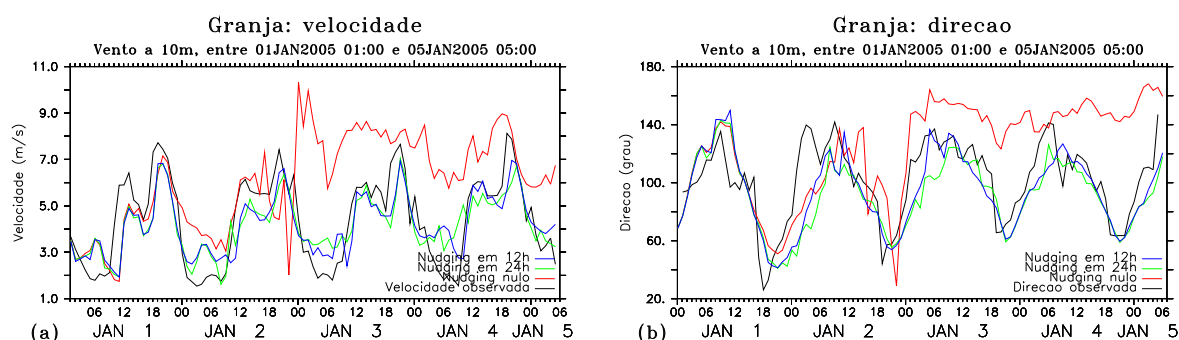 Granja: velocidade
Vento a 10m, entre 01JAN2005 01:00 e 05JAN2005 05:00
11.0
9.0
7.0
5.0
3.0
1.0
Velocidade (m/s)
Nudging em 12h
Nudging em 24h
Nudging nulo
Velocidade observada
06 12 18 00 06 12 18 00 06 12 18 00 06 12 18 00 06
(a) JAN 1 JAN 2 JAN 3 JAN 4 JAN 5
Granja: direcao
Vento a 10m, entre 01JAN2005 01:00 e 05JAN2005 05:00
180.
140.
100.
60.
20.
Direcao (grau)
Nudging em 12h
Nudging em 24h
Nudging nulo
Direcao observada
00 06 12 18 00 06 12 18 00 06 12 18 00 06 12 18 00 06
(b) JAN 1 JAN 2 JAN 3 JAN 4 JAN 5